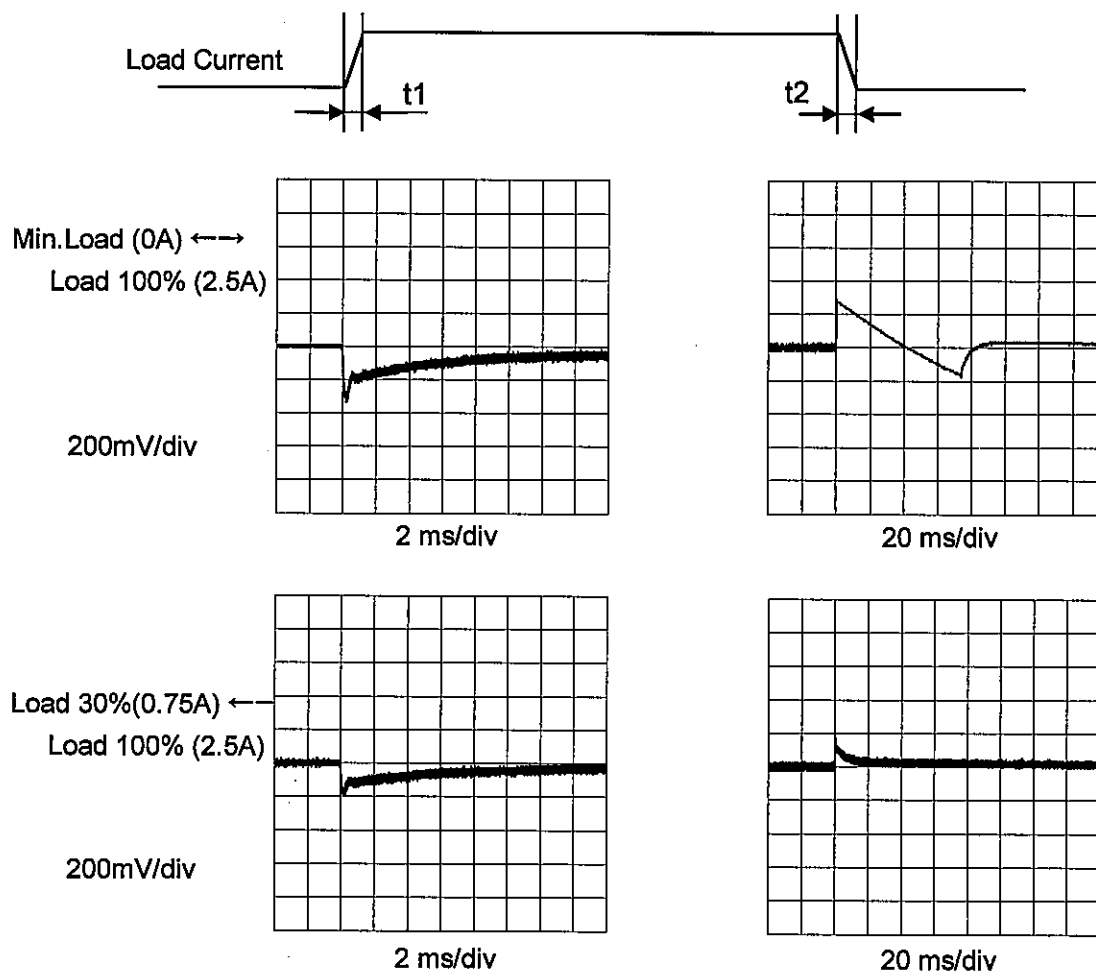 Load Current
t1
t2
Min.Load (0A) ←→
Load 100% (2.5A)
200mV/div
2 ms/div
20 ms/div
Load 30%(0.75A) ←
Load 100% (2.5A)
200mV/div
2 ms/div
20 ms/div